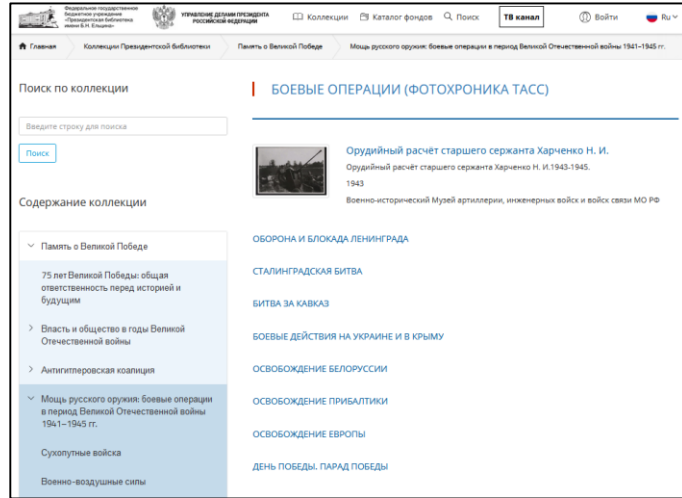 Федеральное государственное
бюджетное учреждение
«Президентская библиотека
имени Б.Н. Ельцина»
УПРАВЛЕНИЕ ДЕЛАМИ ПРЕЗИДЕНТА
РОССИЙСКОЙ ФЕДЕРАЦИИ
Коллекции
Каталог фондов
Поиск
ТВ канал
Войти
Ru
Главная
Коллекции Президентской библиотеки
Память о Великой Победе
Мощь русского оружия: боевые операции в период Великой Отечественной войны 1941–1945 гг.
Поиск по коллекции
Введите строку для поиска
Поиск
Содержание коллекции
Память о Великой Победе
75 лет Великой Победы: общая
ответственность перед историей и
будущим
Власть и общество в годы Великой
Отечественной войны
Антигитлеровская коалиция
Мощь русского оружия: боевые операции
в период Великой Отечественной войны
1941–1945 гг.
Сухопутные войска
Военно-воздушные силы
БОЕВЫЕ ОПЕРАЦИИ (ФОТОХРОНИКА ТАСС)
Орудийный расчёт старшего сержанта Харченко Н. И.
Орудийный расчёт старшего сержанта Харченко Н. И.1943-1945.
1943
Военно-исторический Музей артиллерии, инженерных войск и войск связи МО РФ
ОБОРОНА И БЛОКАДА ЛЕНИНГРАДА
СТАЛИНГРАДСКАЯ БИТВА
БИТВА ЗА КАВКАЗ
БОЕВЫЕ ДЕЙСТВИЯ НА УКРАИНЕ И В КРЫМУ
ОСВОБОЖДЕНИЕ БЕЛОРУССИИ
ОСВОБОЖДЕНИЕ ПРИБАЛТИКИ
ОСВОБОЖДЕНИЕ ЕВРОПЫ
ДЕНЬ ПОБЕДЫ. ПАРАД ПОБЕДЫ